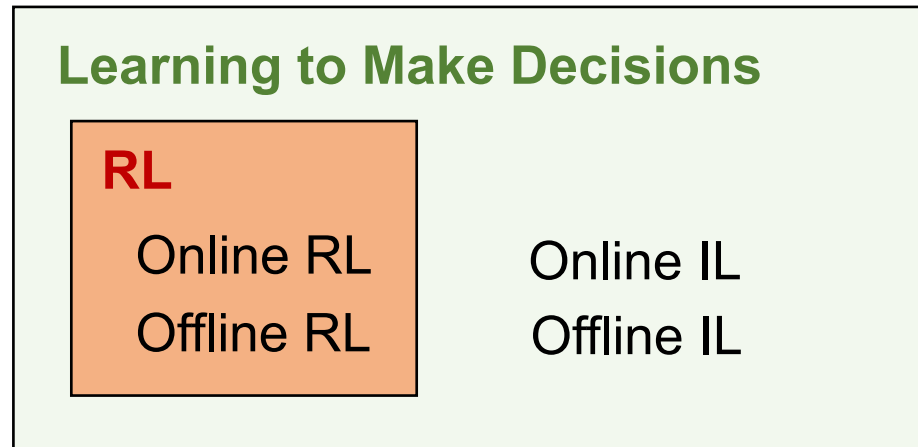 Learning to Make Decisions
RL
Online RL
Offline RL
Online IL
Offline IL